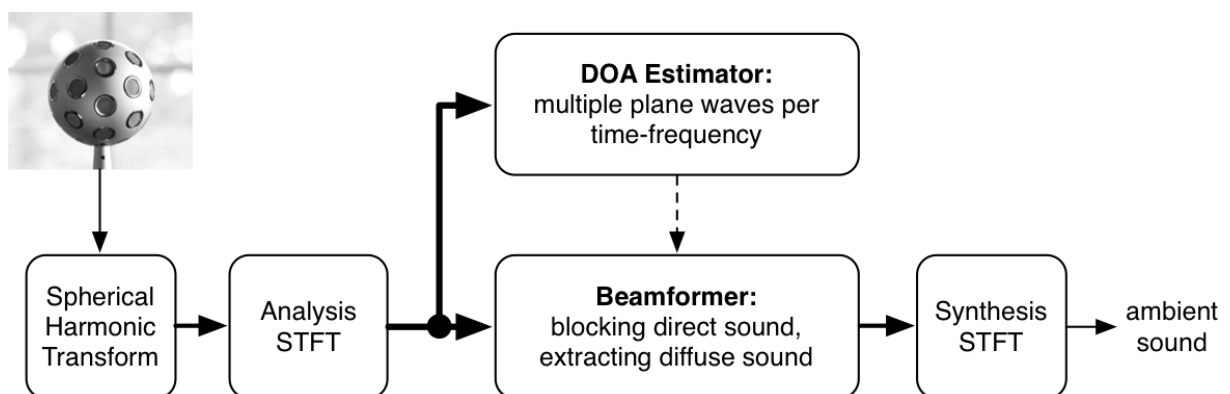 DOA Estimator:
multiple plane waves per
time-frequency
Spherical
Harmonic
Transform
Analysis
STFT
Beamformer:
blocking direct sound,
extracting diffuse sound
Synthesis
STFT
ambient
sound